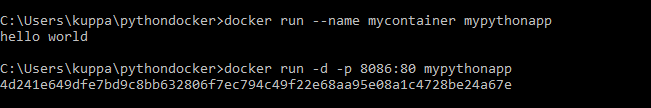 C:\Users\kuppa\pythondocker>docker run --name mycontainer mypythonapp
hello world
C:\Users\kuppa\pythondocker>docker run -d -p 8086:80 mypythonapp
4d241e649dfe7bd9c8bb632806f7ec794c49f22e68aa95e08a1c4728be24a67e